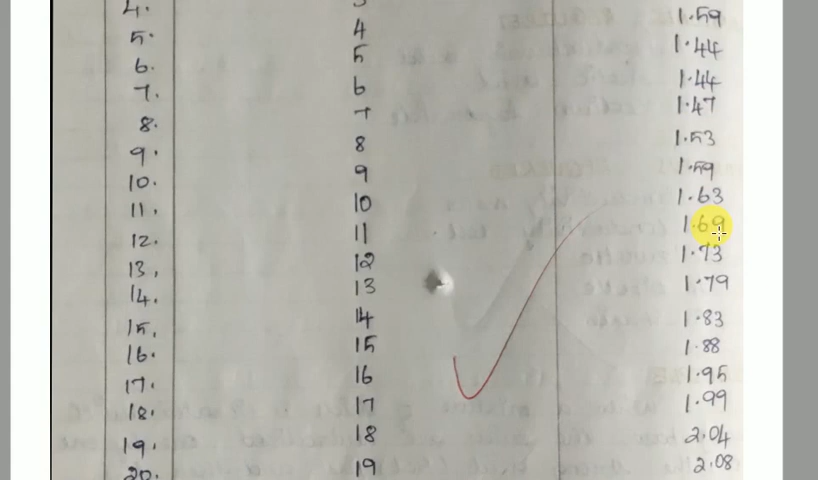 4. 3 1.59
5. 4 1.44
6. 5 1.44
7. 6 1.47
8. 7 1.53
9. 8 1.59
10. 9 1.63
11. 10 1.69
12. 11 1.73
13. 12 1.79
14. 13 1.83
15. 14 1.88
16. 15 1.95
17. 16 1.99
18. 17 2.04
19. 18 2.08
20. 19